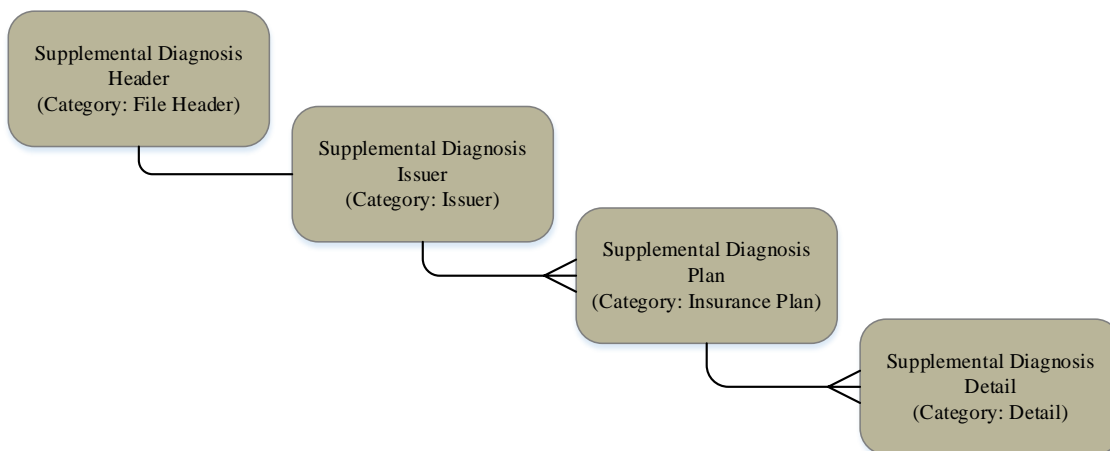 Supplemental Diagnosis
Header
(Category: File Header)
Supplemental Diagnosis
Issuer
(Category: Issuer)
Supplemental Diagnosis
Plan
(Category: Insurance Plan)
Supplemental Diagnosis
Detail
(Category: Detail)